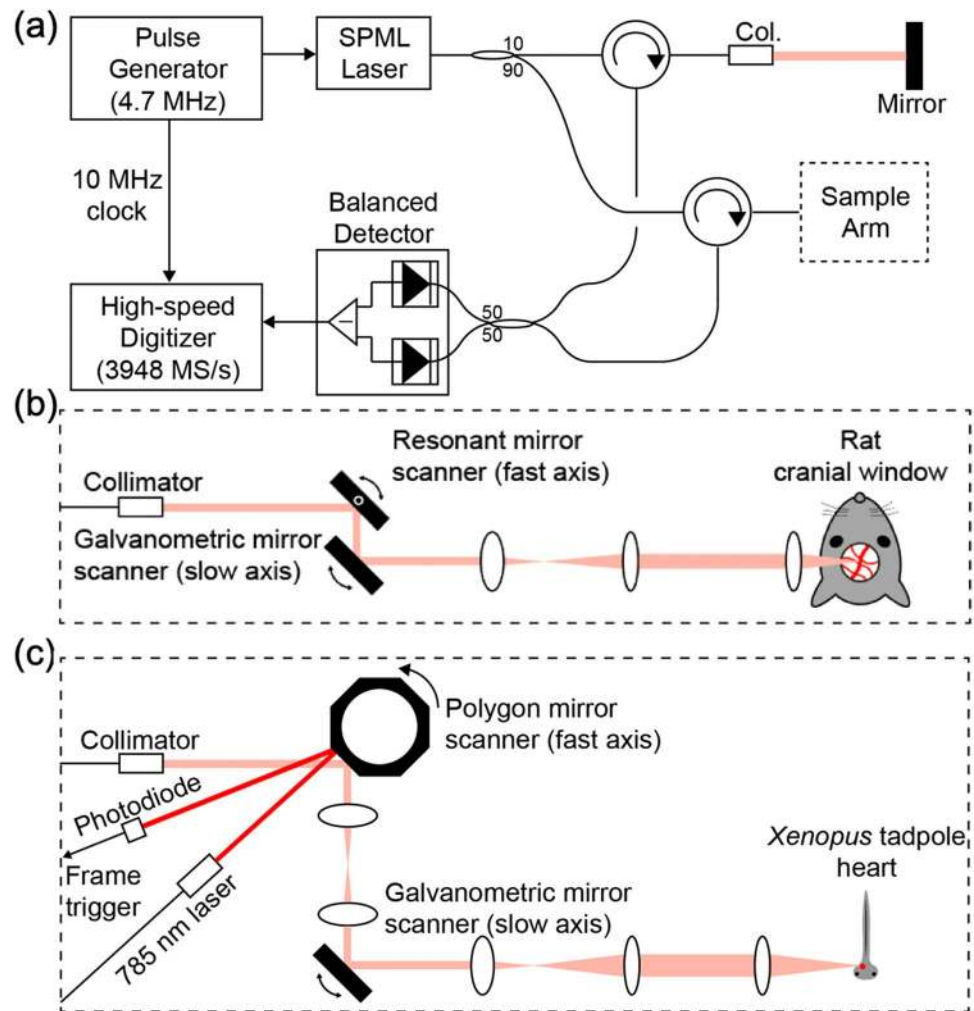 (a)
Pulse
Generator
(4.7 MHz)
SPML
Laser
10
90
Col.
Mirror
10 MHz
clock
Balanced
Detector
Sample
Arm
High-speed
Digitizer
(3948 MS/s)
50
50
(b)
Collimator
Resonant mirror
scanner (fast axis)
Rat
cranial window
Galvanometric mirror
scanner (slow axis)
(c)
Collimator
Polygon mirror
scanner (fast axis)
Photodiode
Frame
trigger
785 nm laser
Galvanometric mirror
scanner (slow axis)
Xenopus tadpole
heart